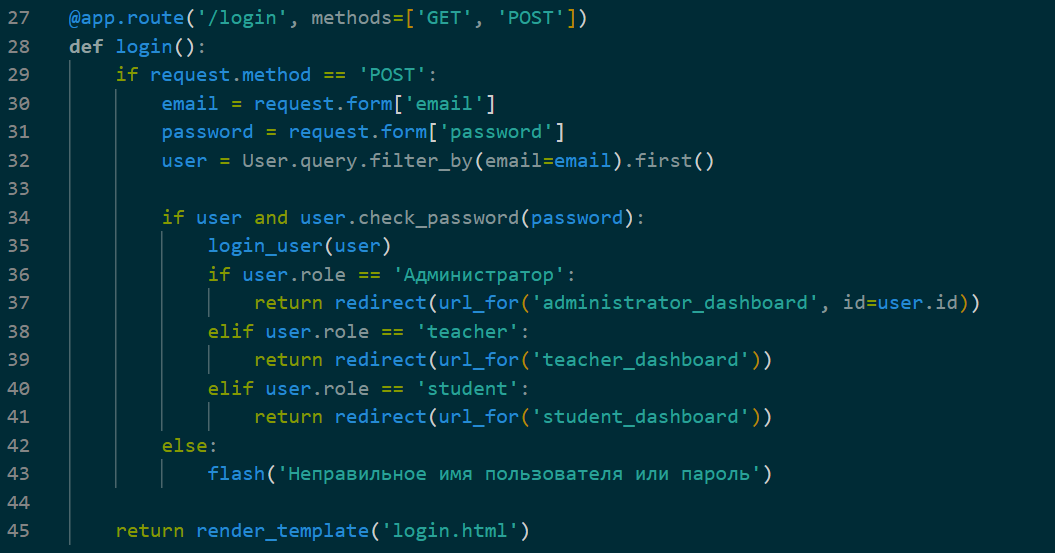 27 @app.route('/login', methods=['GET', 'POST'])
28 def login():
29     if request.method == 'POST':
30         email = request.form['email']
31         password = request.form['password']
32         user = User.query.filter_by(email=email).first()
33
34         if user and user.check_password(password):
35             login_user(user)
36             if user.role == 'Администратор':
37                 return redirect(url_for('administrator_dashboard', id=user.id))
38             elif user.role == 'teacher':
39                 return redirect(url_for('teacher_dashboard'))
40             elif user.role == 'student':
41                 return redirect(url_for('student_dashboard'))
42         else:
43             flash('Неправильное имя пользователя или пароль')
44
45     return render_template('login.html')